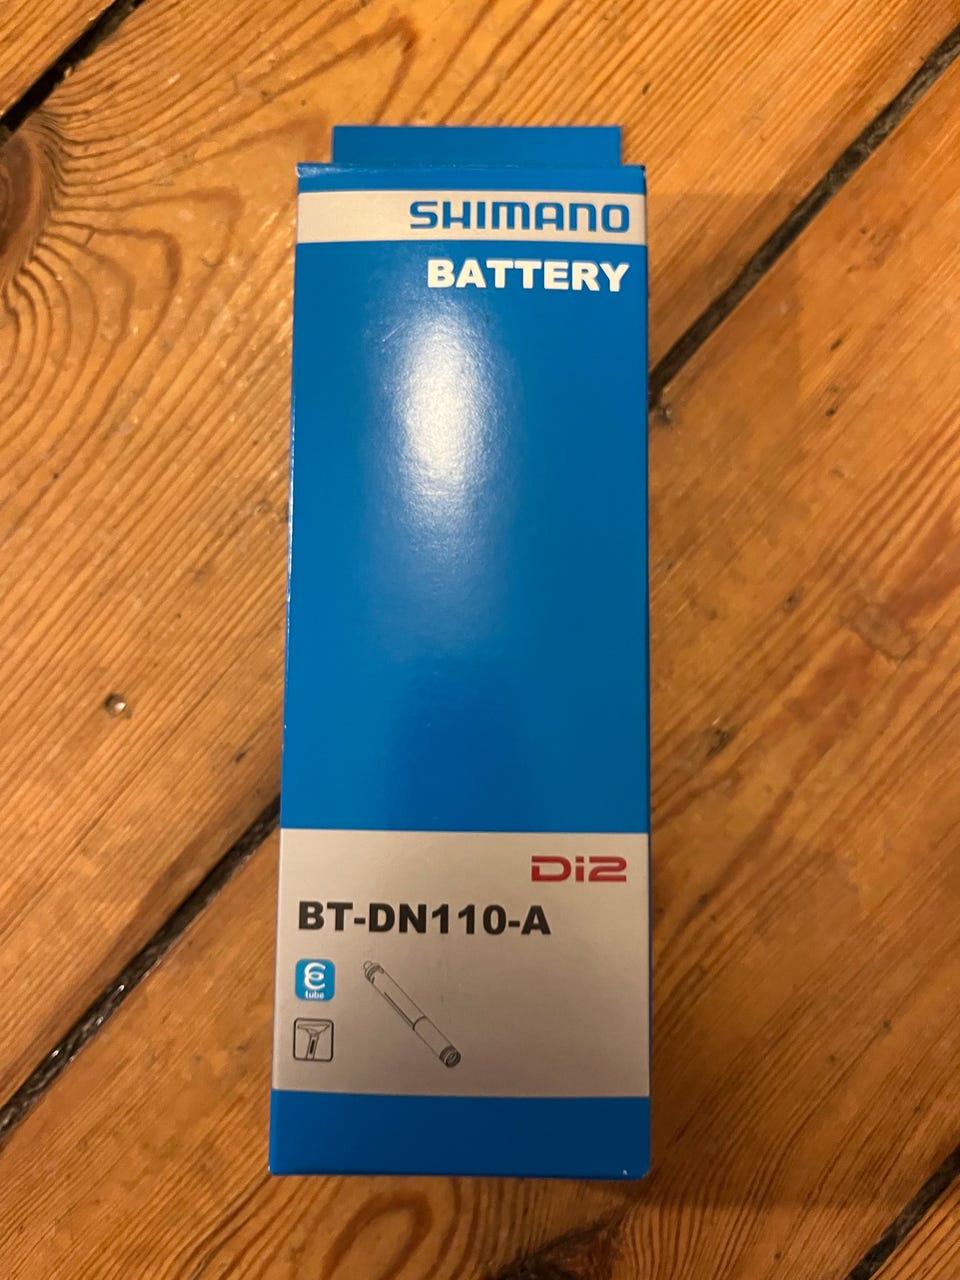 SHIMANO
BATTERY
Di2
BT-DN110-A
e
tube